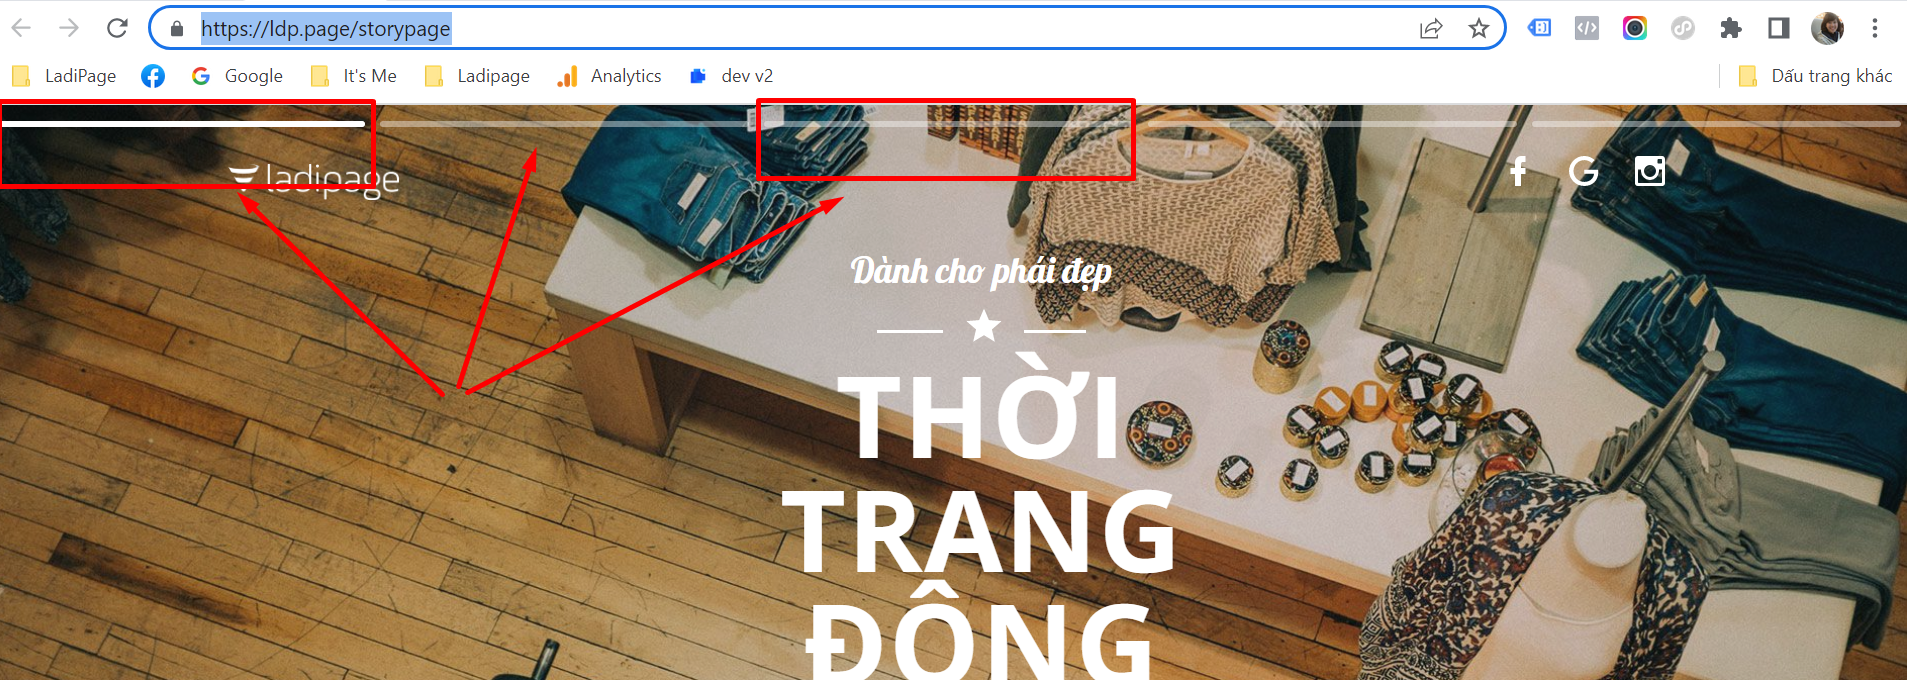 https://ldp.page/storypage
LadiPage
Google
It's Me
Ladipage
Analytics
dev v2
Dấu trang khác
ladipage
Dành cho phái đẹp
THỜI
TRANG
ĐÔNG